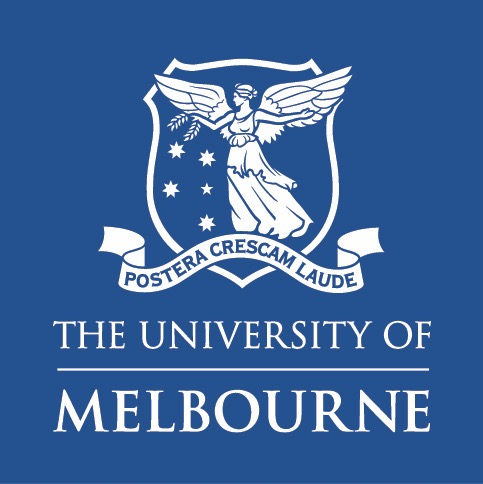 POSTERA CRESCAM LAUDE
THE UNIVERSITY OF
MELBOURNE